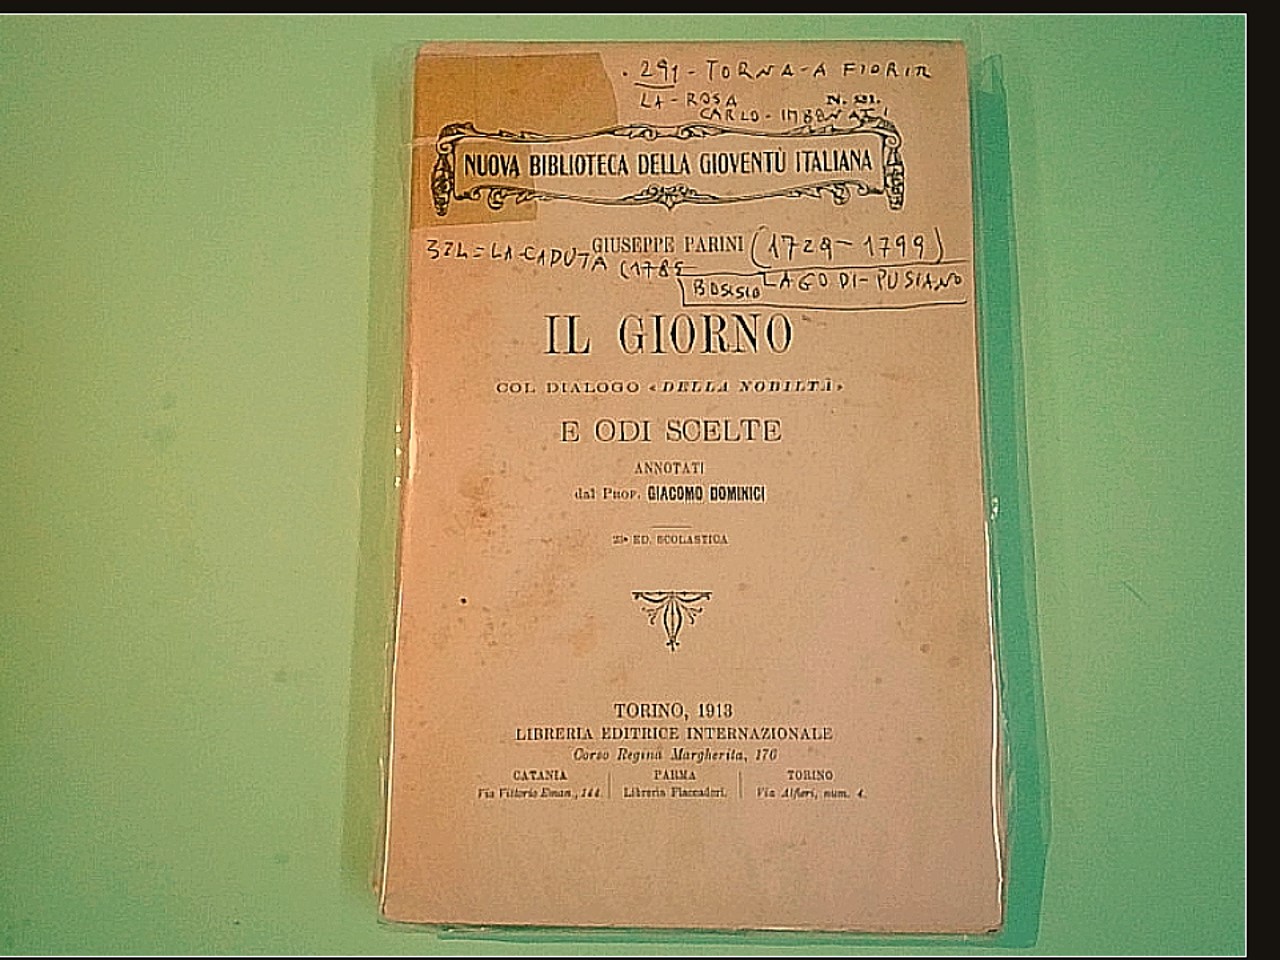 291 - TORNA - A FIORIR
LA - ROSA
CARLO - IMBONATI
NUOVA BIBLIOTECA DELLA GIOVENTÙ ITALIANA
GIUSEPPE PARINI (1729 - 1799)
324 = LA CADUTA (1785
BOSISIO LAGO DI - PUSIANO
IL GIORNO
COL DIALOGO «DELLA NOBILTÀ»
E ODI SCELTE
ANNOTATI
dal Prof. GIACOMO DOMINICI
ED. SCOLASTICA
TORINO, 1913
LIBRERIA EDITRICE INTERNAZIONALE
Corso Regina Margherita, 176
CATANIA PARMA TORINO
Via Vittorio Eman., 144. Libreria Fiaccadori. Via Alfieri, num. 4.